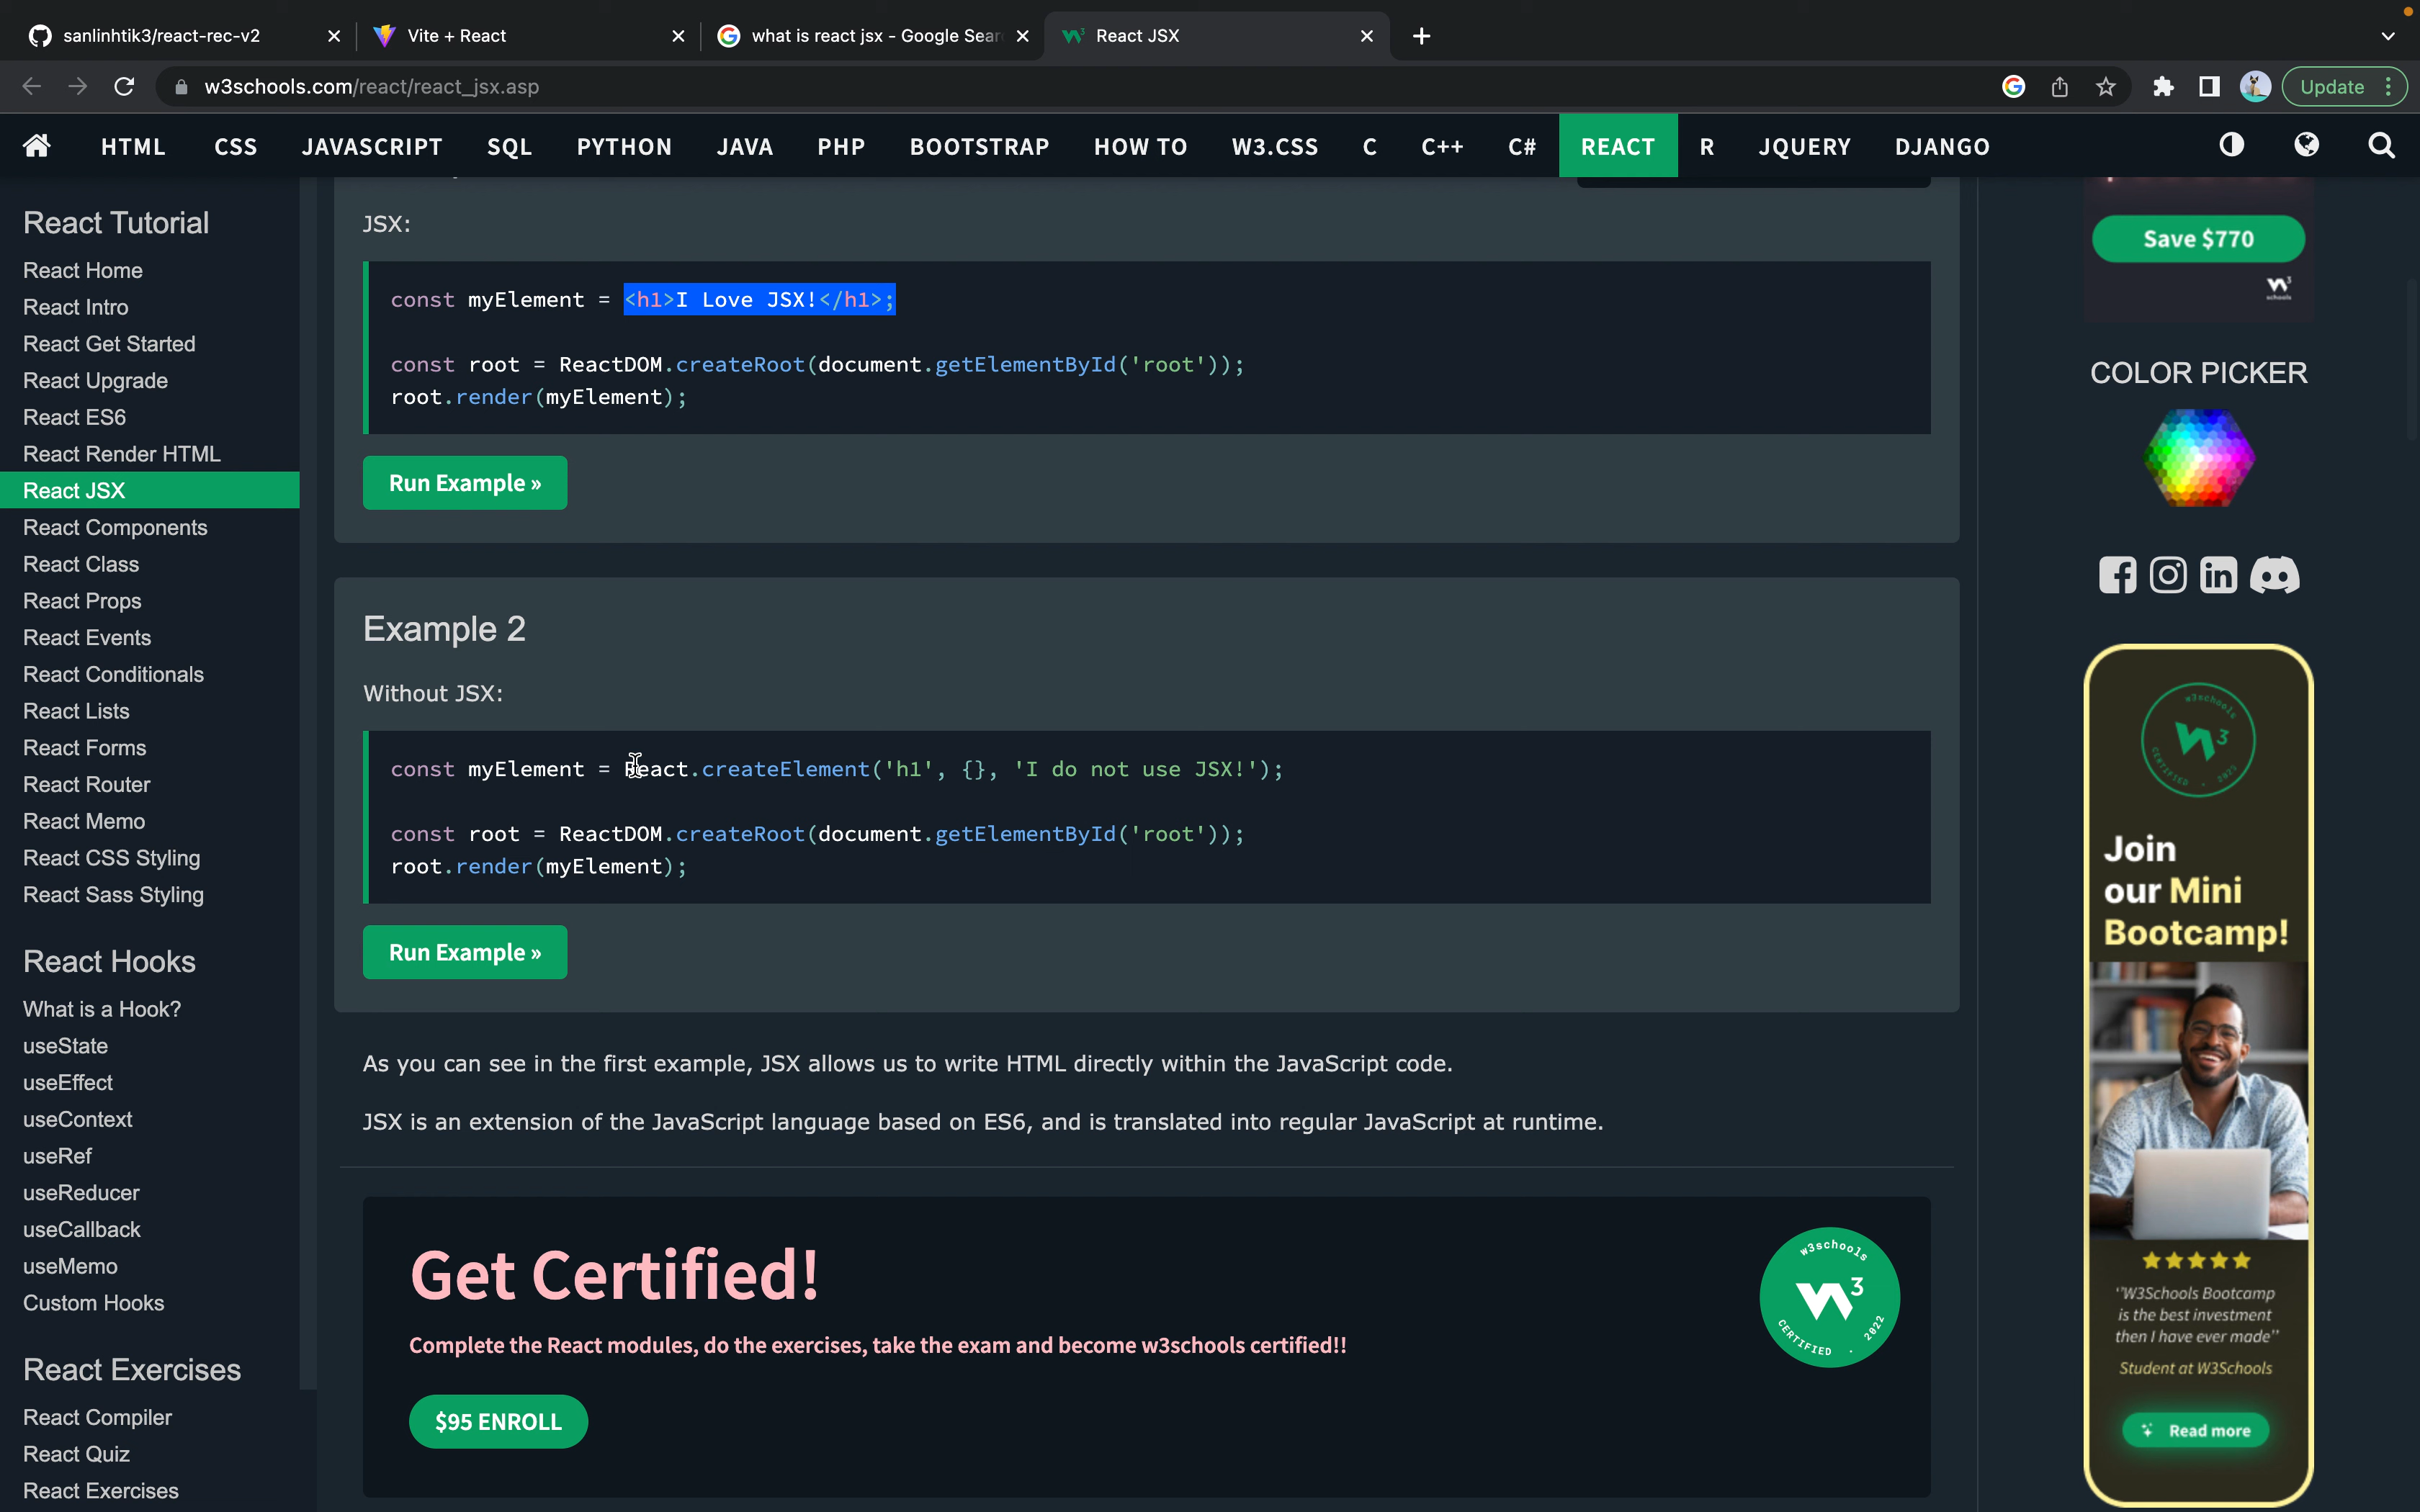 sanlinhtik3/react-rec-v2
Vite + React
what is react jsx - Google Sear
React JSX
w3schools.com/react/react_jsx.asp
Update
HTML CSS JAVASCRIPT SQL PYTHON JAVA PHP BOOTSTRAP HOW TO W3.CSS C C++ C# REACT R JQUERY DJANGO
React Tutorial
React Home
React Intro
React Get Started
React Upgrade
React ES6
React Render HTML
React JSX
React Components
React Class
React Props
React Events
React Conditionals
React Lists
React Forms
React Router
React Memo
React CSS Styling
React Sass Styling
React Hooks
What is a Hook?
useState
useEffect
useContext
useRef
useReducer
useCallback
useMemo
Custom Hooks
React Exercises
React Compiler
React Quiz
React Exercises
JSX:
const myElement = <h1>I Love JSX!</h1>;
const root = ReactDOM.createRoot(document.getElementById('root'));
root.render(myElement);
Run Example »
Example 2
Without JSX:
const myElement = React.createElement('h1', {}, 'I do not use JSX!');
const root = ReactDOM.createRoot(document.getElementById('root'));
root.render(myElement);
Run Example »
As you can see in the first example, JSX allows us to write HTML directly within the JavaScript code.
JSX is an extension of the JavaScript language based on ES6, and is translated into regular JavaScript at runtime.
Get Certified!
Complete the React modules, do the exercises, take the exam and become w3schools certified!!
$95 ENROLL
w3schools
W3
CERTIFIED . 2022
Save $770
W3
schools
COLOR PICKER
w3schools
W3
CERTIFIED . 2023
Join
our Mini
Bootcamp!
"W3Schools Bootcamp
is the best investment
then I have ever made"
Student at W3Schools
Read more